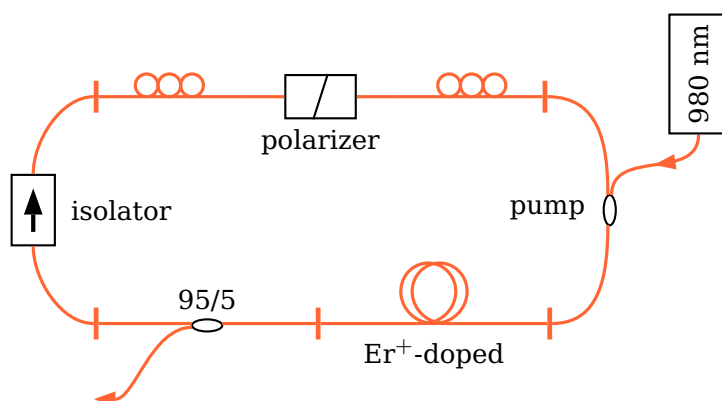 980 nm
polarizer
isolator
pump
95/5
Er⁺-doped